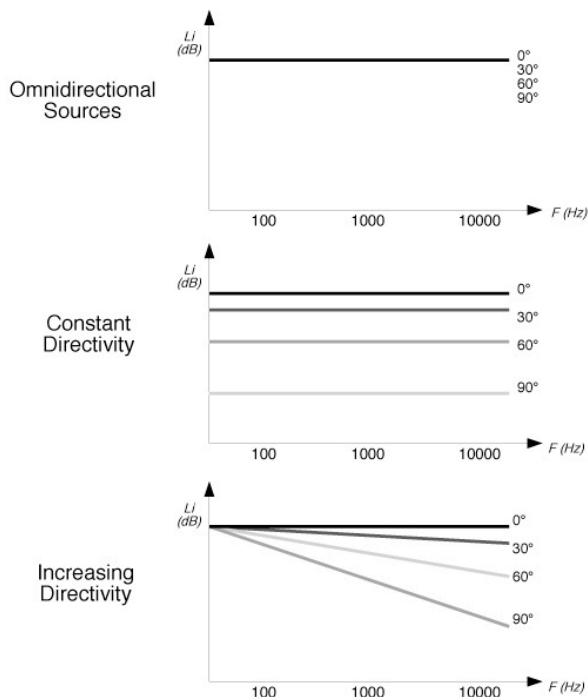 Li
(dB)
Omnidirectional
Sources
0°
30°
60°
90°
100 1000 10000 F (Hz)
Li
(dB)
Constant
Directivity
0°
30°
60°
90°
100 1000 10000 F (Hz)
Li
(dB)
Increasing
Directivity
0°
30°
60°
90°
100 1000 10000 F (Hz)